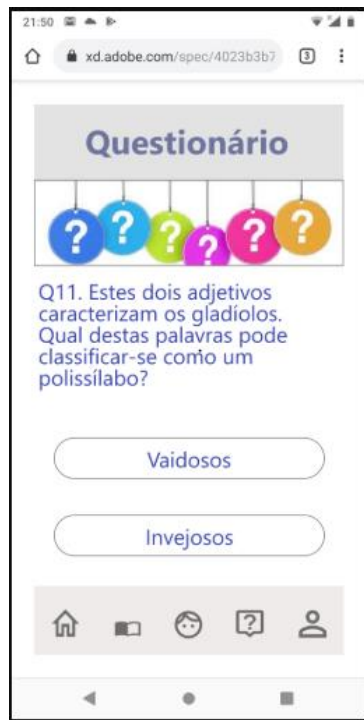 21:50
xd.adobe.com/spec/4023b3b7
3
Questionário
? ? ? ? ? ?
Q11. Estes dois adjetivos
caracterizam os gladíolos.
Qual destas palavras pode
classificar-se como um
polissílabo?
Vaidosos
Invejosos
?